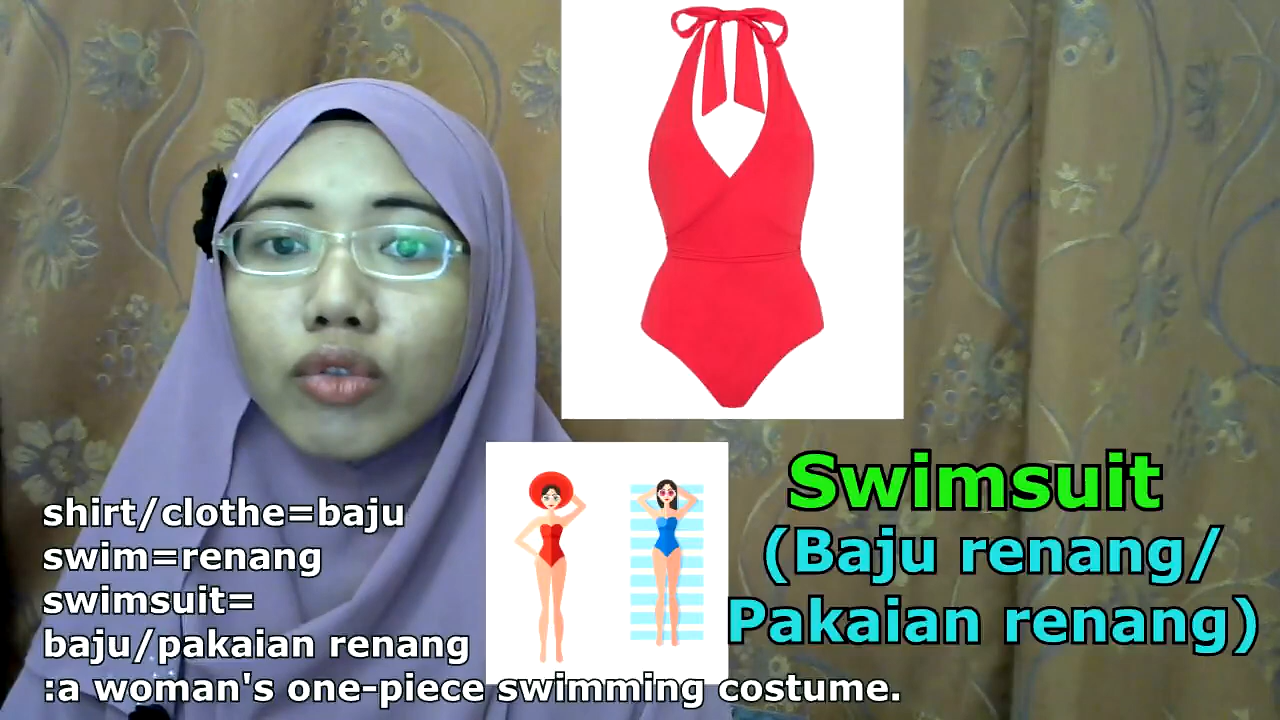 Swimsuit
(Baju renang/
Pakaian renang)
shirt/clothe=baju
swim=renang
swimsuit=
baju/pakaian renang
:a woman's one-piece swimming costume.